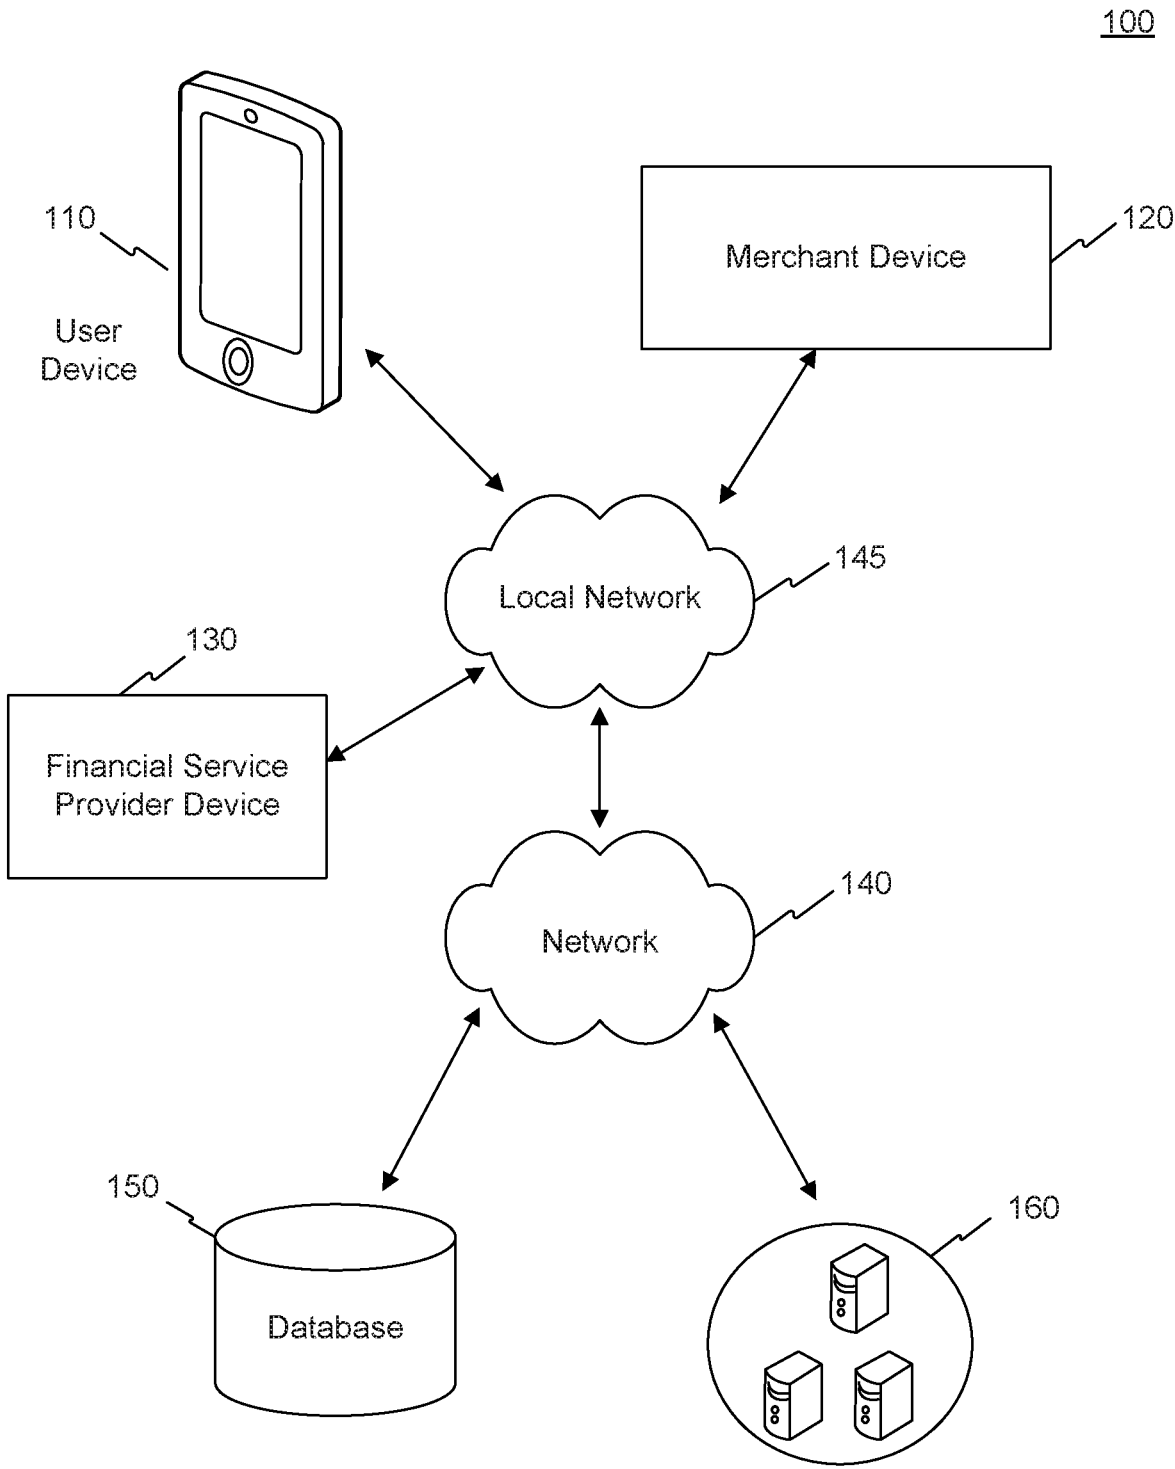 100
110
120
Merchant Device
User
Device
145
Local Network
130
Financial Service
Provider Device
140
Network
150
160
Database